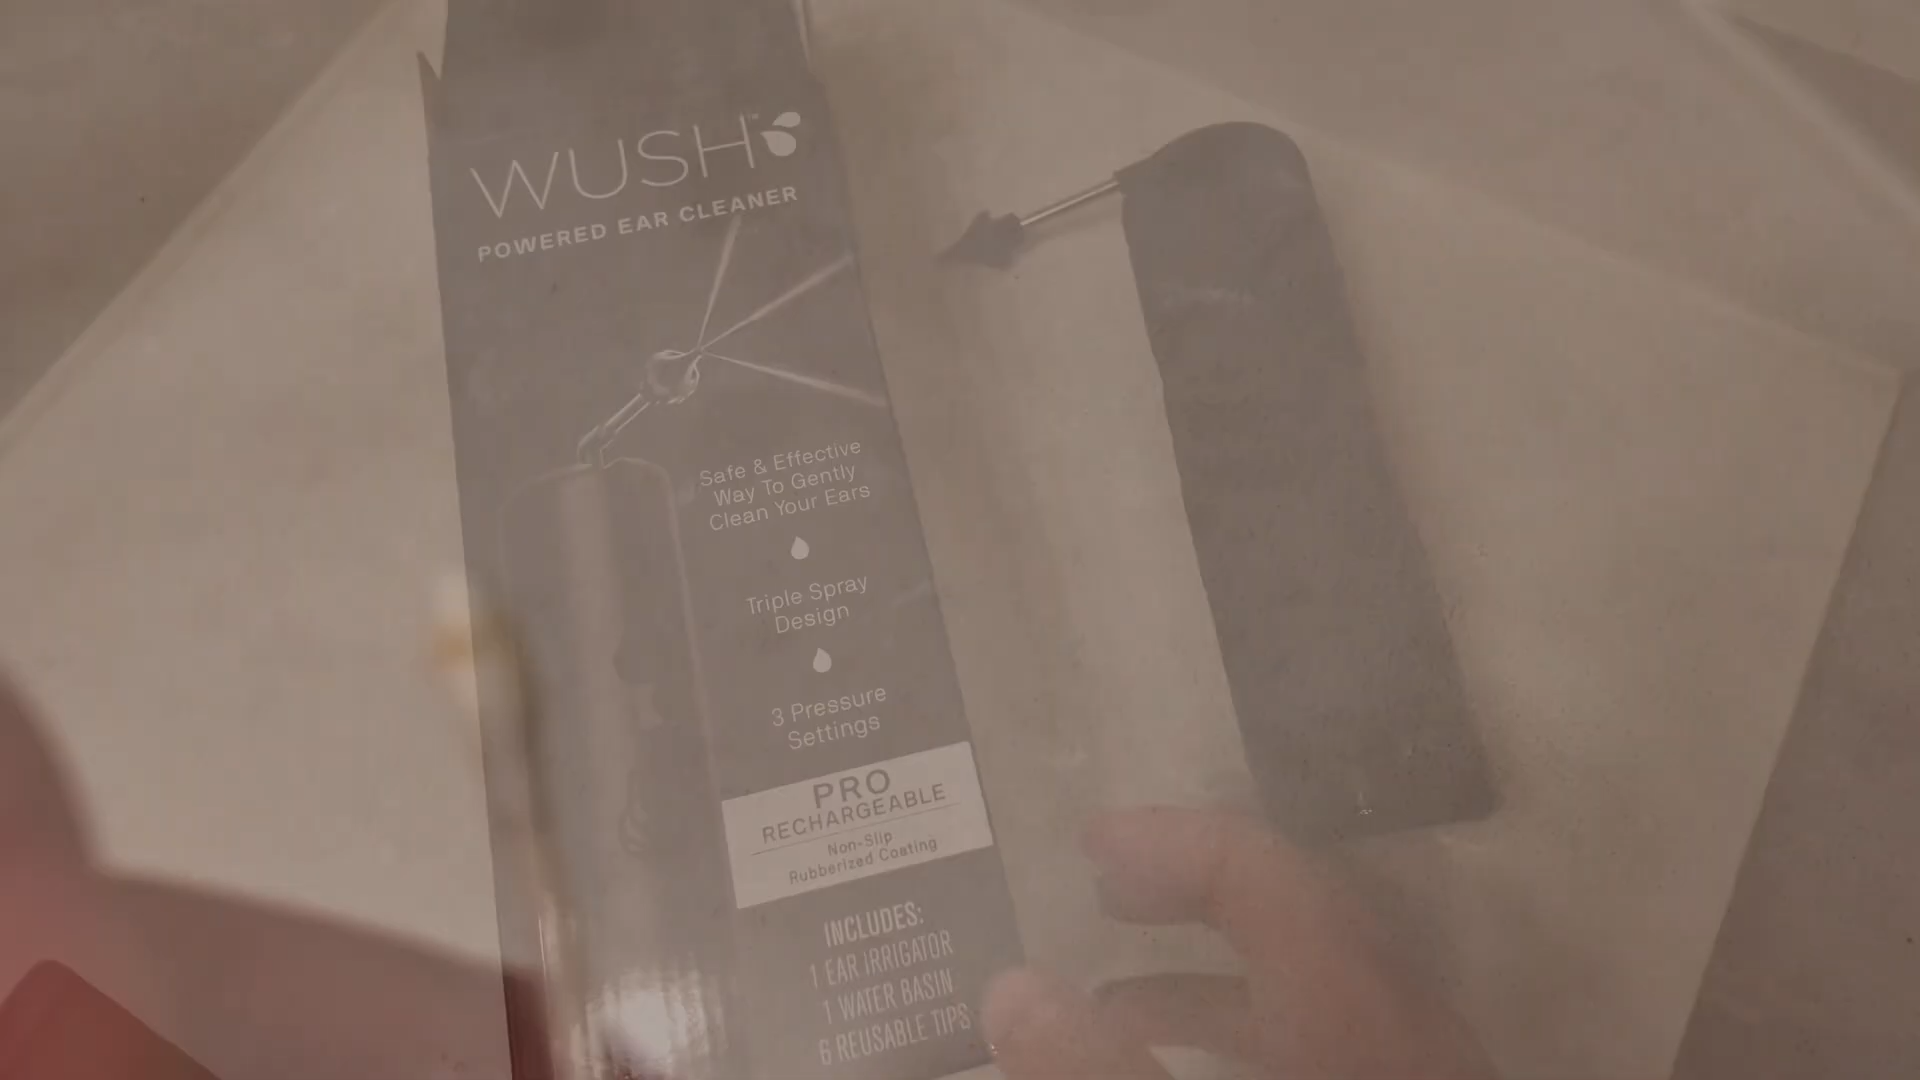 WUSH™
POWERED EAR CLEANER
Safe & Effective
Way To Gently
Clean Your Ears
Triple Spray
Design
3 Pressure
Settings
PRO
RECHARGEABLE
Non-Slip
Rubberized Coating
INCLUDES:
1 EAR IRRIGATOR
1 WATER BASIN
6 REUSABLE TIPS